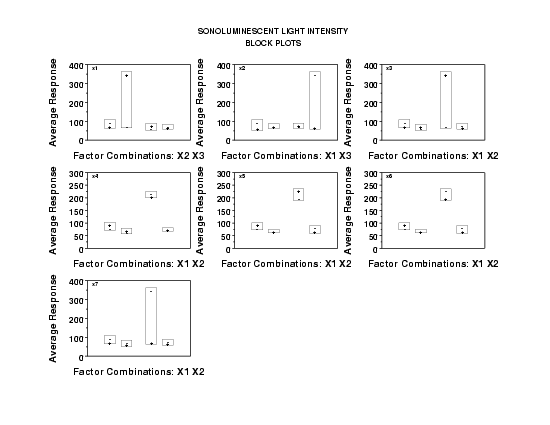 SONOLUMINESCENT LIGHT INTENSITY
BLOCK PLOTS
Average Response
400
300
200
100
0
x1
Factor Combinations: X2 X3
Average Response
400
300
200
100
0
x2
Factor Combinations: X1 X3
Average Response
400
300
200
100
0
x3
Factor Combinations: X1 X2
Average Response
300
250
200
150
100
50
0
x4
Factor Combinations: X1 X2
Average Response
300
250
200
150
100
50
0
x5
Factor Combinations: X1 X2
Average Response
300
250
200
150
100
50
0
x6
Factor Combinations: X1 X2
Average Response
400
300
200
100
0
x7
Factor Combinations: X1 X2